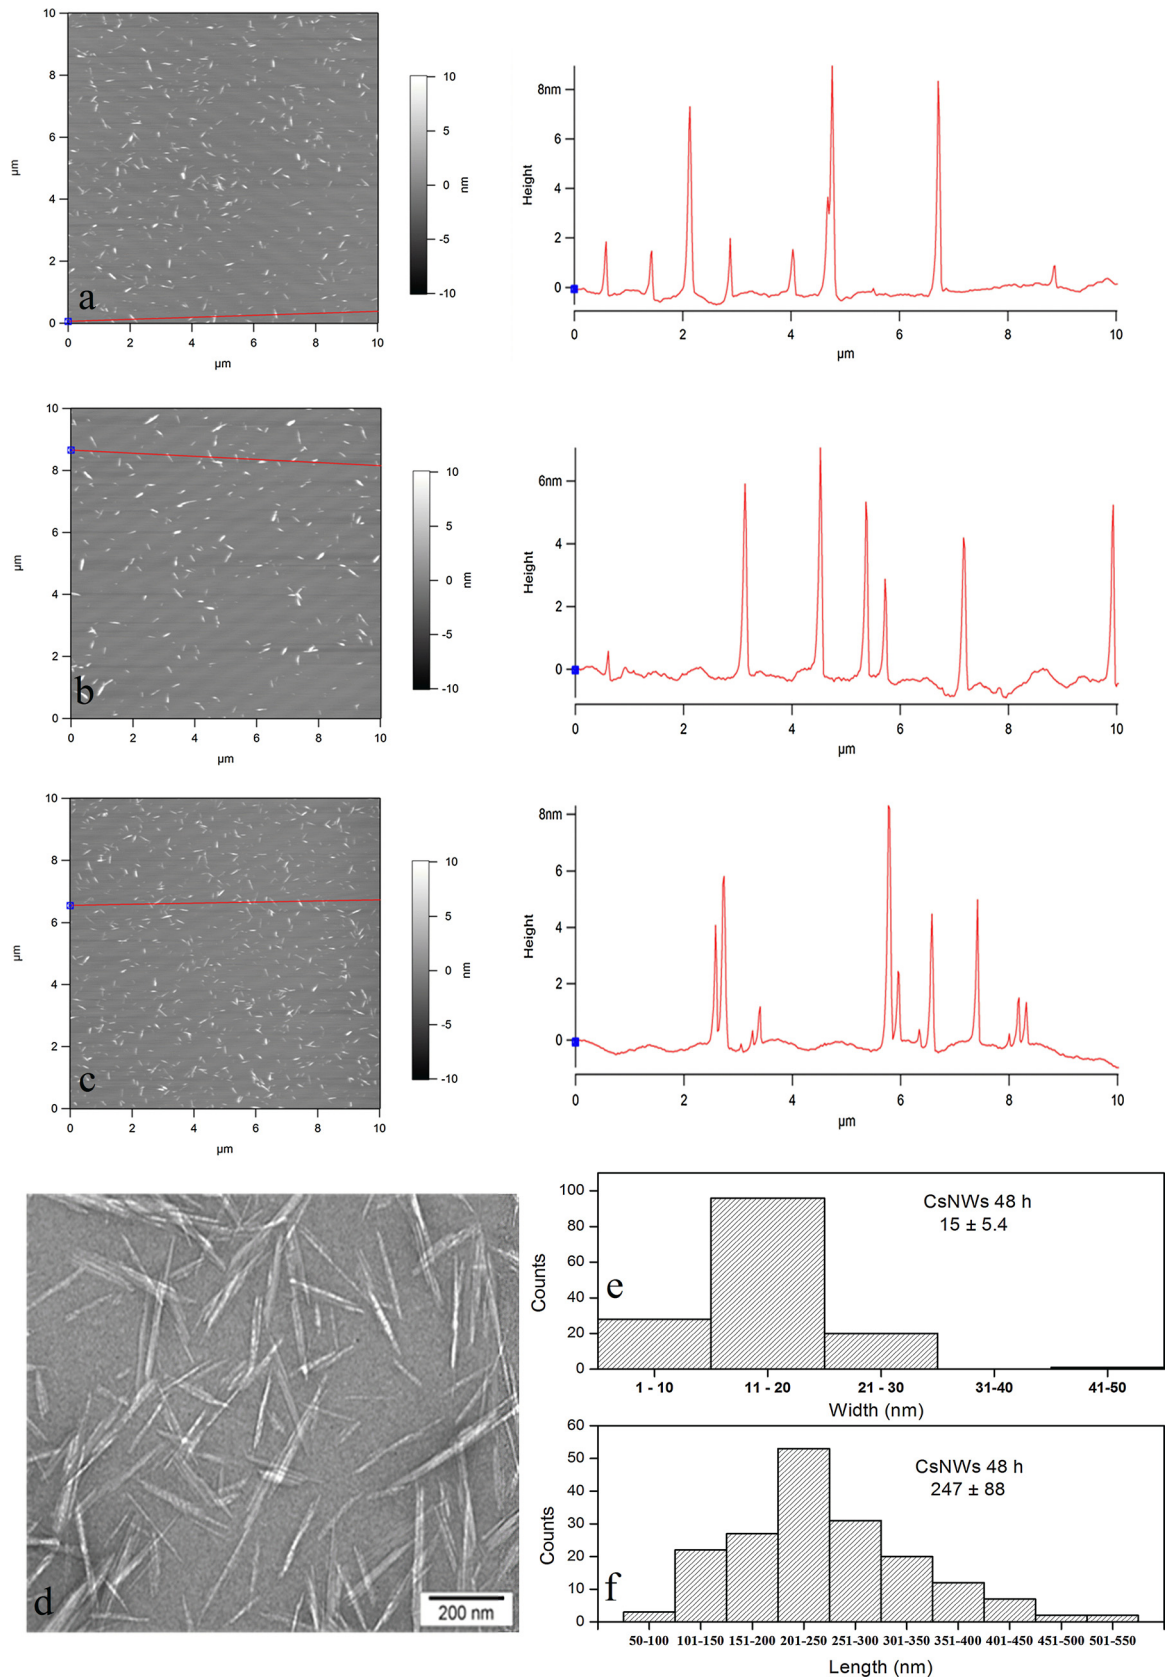 10
8
6
4
2
0
µm
a
0 2 4 6 8 10
µm
10
5
0
-5
-10
nm
8nm
6
4
2
0
Height
0 2 4 6 8 10
µm
10
8
6
4
2
0
µm
b
0 2 4 6 8 10
µm
10
5
0
-5
-10
nm
6nm
4
2
0
Height
0 2 4 6 8 10
µm
10
8
6
4
2
0
µm
c
0 2 4 6 8 10
µm
10
5
0
-5
-10
nm
8nm
6
4
2
0
Height
0 2 4 6 8 10
µm
d
200 nm
100
80
60
40
20
0
Counts
e
CsNWs 48 h
15 ± 5.4
1 - 10 11 - 20 21 - 30 31-40 41-50
Width (nm)
60
50
40
30
20
10
0
Counts
f
CsNWs 48 h
247 ± 88
50-100 101-150 151-200 201-250 251-300 301-350 351-400 401-450 451-500 501-550
Length (nm)